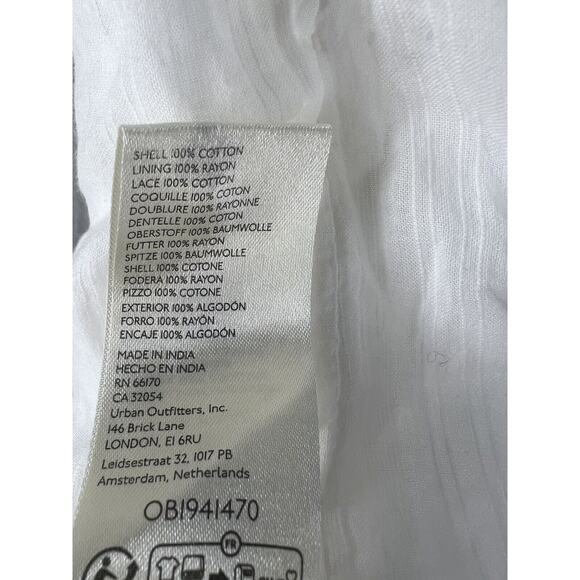 SHELL 100% COTTON
LINING 100% RAYON
LACE 100% COTTON
COQUILLE 100% COTON
DOUBLURE 100% RAYONNE
DENTELLE 100% COTON
OBERSTOFF 100% BAUMWOLLE
FUTTER 100% RAYON
SPITZE 100% BAUMWOLLE
SHELL 100% COTONE
FODERA 100% RAYON
PIZZO 100% COTONE
EXTERIOR 100% ALGODÓN
FORRO 100% RAYÓN
ENCAJE 100% ALGODÓN
MADE IN INDIA
HECHO EN INDIA
RN 66170
CA 32054
Urban Outfitters, Inc.
146 Brick Lane
LONDON, E1 6RU
Leidsestraat 32, 1017 PB
Amsterdam, Netherlands
OB1941470
FR